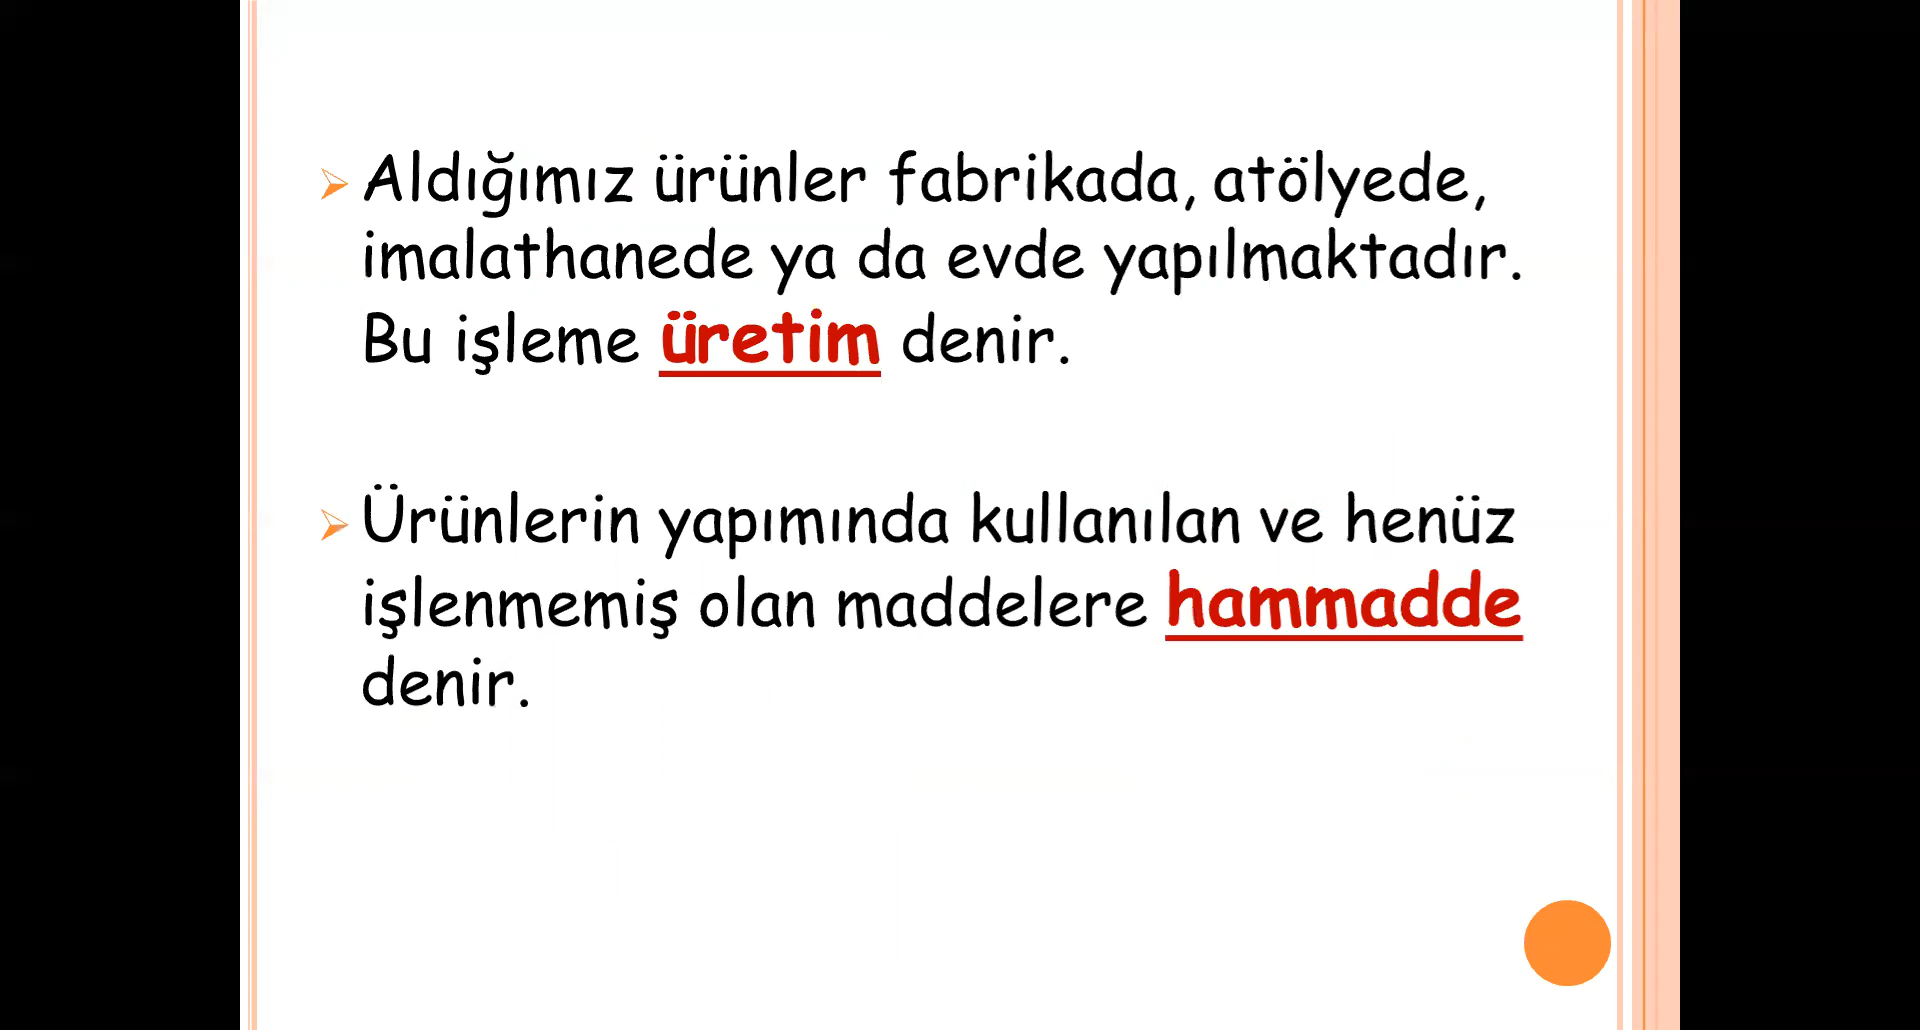 Aldığımız ürünler fabrikada, atölyede,
imalathanede ya da evde yapılmaktadır.
Bu işleme üretim denir.
Ürünlerin yapımında kullanılan ve henüz
işlenmemiş olan maddelere hammadde
denir.